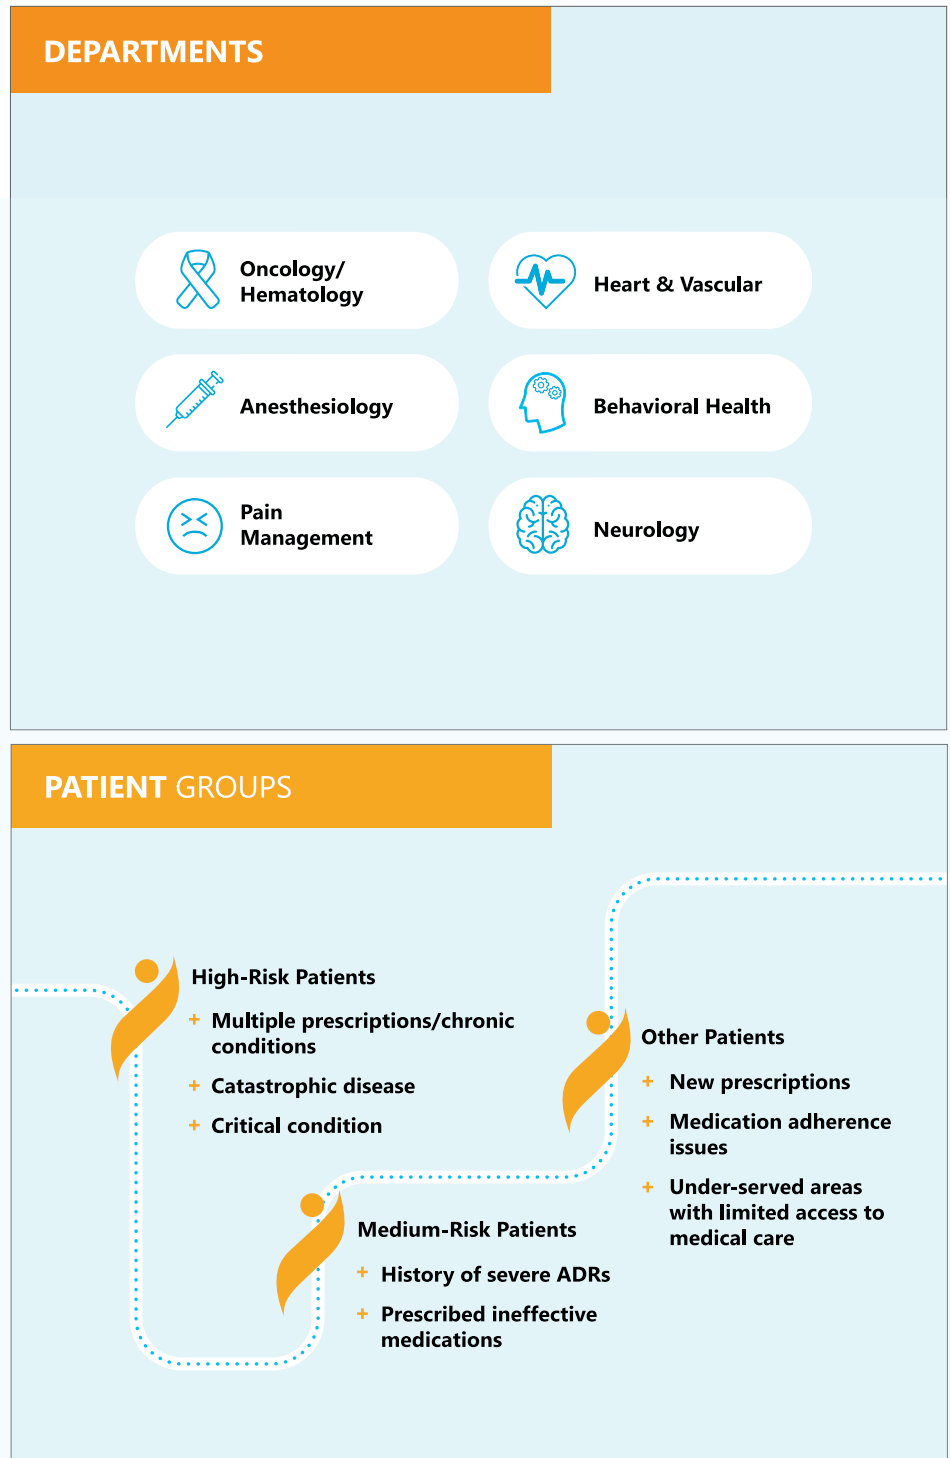 DEPARTMENTS
Oncology/
Hematology
Heart & Vascular
Anesthesiology
Behavioral Health
Pain
Management
Neurology
PATIENT GROUPS
High-Risk Patients
+ Multiple prescriptions/chronic
conditions
+ Catastrophic disease
+ Critical condition
Medium-Risk Patients
+ History of severe ADRs
+ Prescribed ineffective
medications
Other Patients
+ New prescriptions
+ Medication adherence
issues
+ Under-served areas
with limited access to
medical care